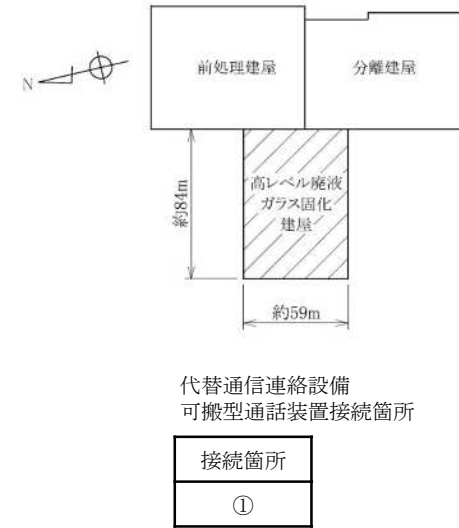 前処理建屋
分離建屋
N
高レベル廃液
ガラス固化
建屋
約84m
約59m
代替通信連絡設備
可搬型通話装置接続箇所
接続箇所
①